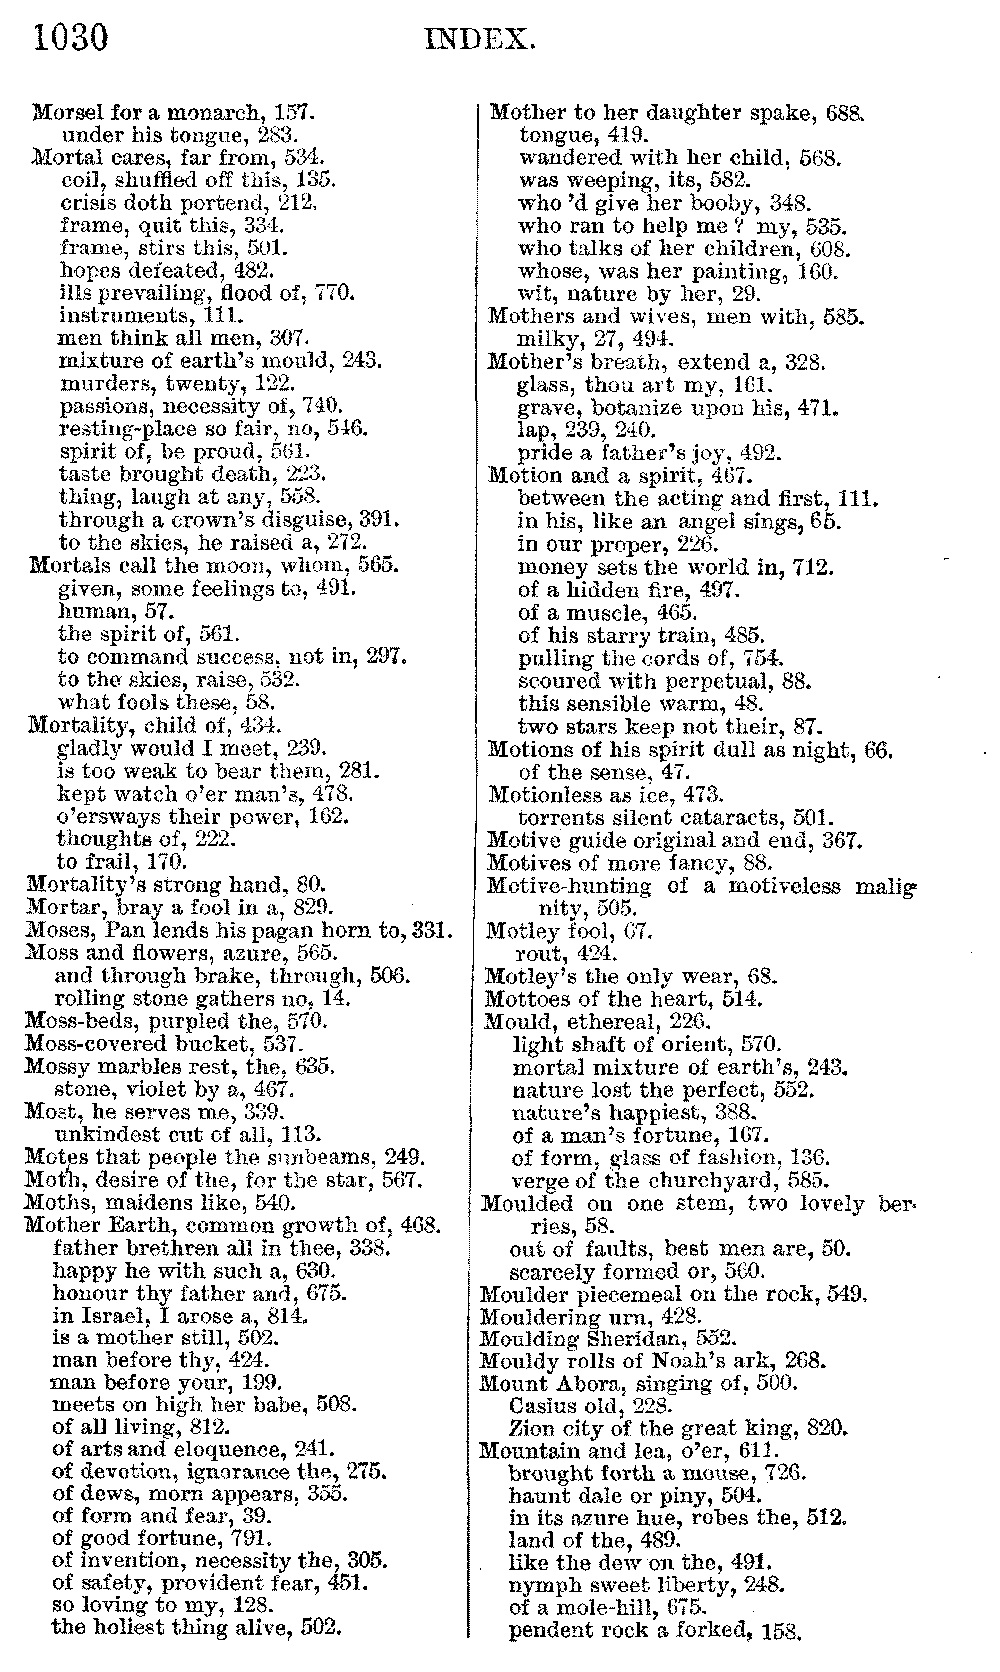 1030
INDEX.
Morsel for a monarch, 157.
under his tongue, 283.
Mortal cares, far from, 534.
coil, shuffled off this, 135.
crisis doth portend, 212.
frame, quit this, 334.
frame, stirs this, 501.
hopes defeated, 482.
ills prevailing, flood of, 770.
instruments, 111.
men think all men, 307.
mixture of earth's mould, 243.
murders, twenty, 122.
passions, necessity of, 740.
resting-place so fair, no, 546.
spirit of, be proud, 561.
taste brought death, 223.
thing, laugh at any, 558.
through a crown's disguise, 391.
to the skies, he raised a, 272.
Mortals call the moon, whom, 565.
given, some feelings to, 491.
human, 57.
the spirit of, 561.
to command success, not in, 297.
to the skies, raise, 532.
what fools these, 58.
Mortality, child of, 434.
gladly would I meet, 239.
is too weak to bear them, 281.
kept watch o'er man's, 478.
o'ersways their power, 162.
thoughts of, 222.
to frail, 170.
Mortality's strong hand, 80.
Mortar, bray a fool in a, 829.
Moses, Pan lends his pagan horn to, 331.
Moss and flowers, azure, 565.
and through brake, through, 506.
rolling stone gathers no, 14.
Moss-beds, purpled the, 570.
Moss-covered bucket, 537.
Mossy marbles rest, the, 635.
stone, violet by a, 467.
Most, he serves me, 339.
unkindest cut of all, 113.
Motes that people the sunbeams, 249.
Moth, desire of the, for the star, 567.
Moths, maidens like, 540.
Mother Earth, common growth of, 468.
father brethren all in thee, 338.
happy he with such a, 630.
honour thy father and, 675.
in Israel, I arose a, 814.
is a mother still, 502.
man before thy, 424.
man before your, 199.
meets on high her babe, 508.
of all living, 812.
of arts and eloquence, 241.
of devotion, ignorance the, 275.
of dews, morn appears, 355.
of form and fear, 39.
of good fortune, 791.
of invention, necessity the, 305.
of safety, provident fear, 451.
so loving to my, 128.
the holiest thing alive, 502.
Mother to her daughter spake, 688.
tongue, 419.
wandered with her child, 568.
was weeping, its, 582.
who 'd give her booby, 348.
who ran to help me? my, 535.
who talks of her children, 608.
whose, was her painting, 160.
wit, nature by her, 29.
Mothers and wives, men with, 585.
milky, 27, 494.
Mother's breath, extend a, 328.
glass, thou art my, 161.
grave, botanize upon his, 471.
lap, 239, 240.
pride a father's joy, 492.
Motion and a spirit, 467.
between the acting and first, 111.
in his, like an angel sings, 65.
in our proper, 226.
money sets the world in, 712.
of a hidden fire, 497.
of a muscle, 465.
of his starry train, 485.
pulling the cords of, 754.
scoured with perpetual, 88.
this sensible warm, 48.
two stars keep not their, 87.
Motions of his spirit dull as night, 66.
of the sense, 47.
Motionless as ice, 473.
torrents silent cataracts, 501.
Motive guide original and end, 367.
Motives of more fancy, 88.
Motive-hunting of a motiveless malig-
nity, 505.
Motley fool, 67.
rout, 424.
Motley's the only wear, 68.
Mottoes of the heart, 514.
Mould, ethereal, 226.
light shaft of orient, 570.
mortal mixture of earth's, 243.
nature lost the perfect, 552.
nature's happiest, 388.
of a man's fortune, 167.
of form, glass of fashion, 136.
verge of the churchyard, 585.
Moulded on one stem, two lovely ber-
ries, 58.
out of faults, best men are, 50.
scarcely formed or, 560.
Moulder piecemeal on the rock, 549.
Mouldering urn, 428.
Moulding Sheridan, 552.
Mouldy rolls of Noah's ark, 268.
Mount Abora, singing of, 500.
Casius old, 228.
Zion city of the great king, 820.
Mountain and lea, o'er, 611.
brought forth a mouse, 726.
haunt dale or piny, 504.
in its azure hue, robes the, 512.
land of the, 489.
like the dew on the, 491.
nymph sweet liberty, 248.
of a mole-hill, 675.
pendent rock a forked, 158.